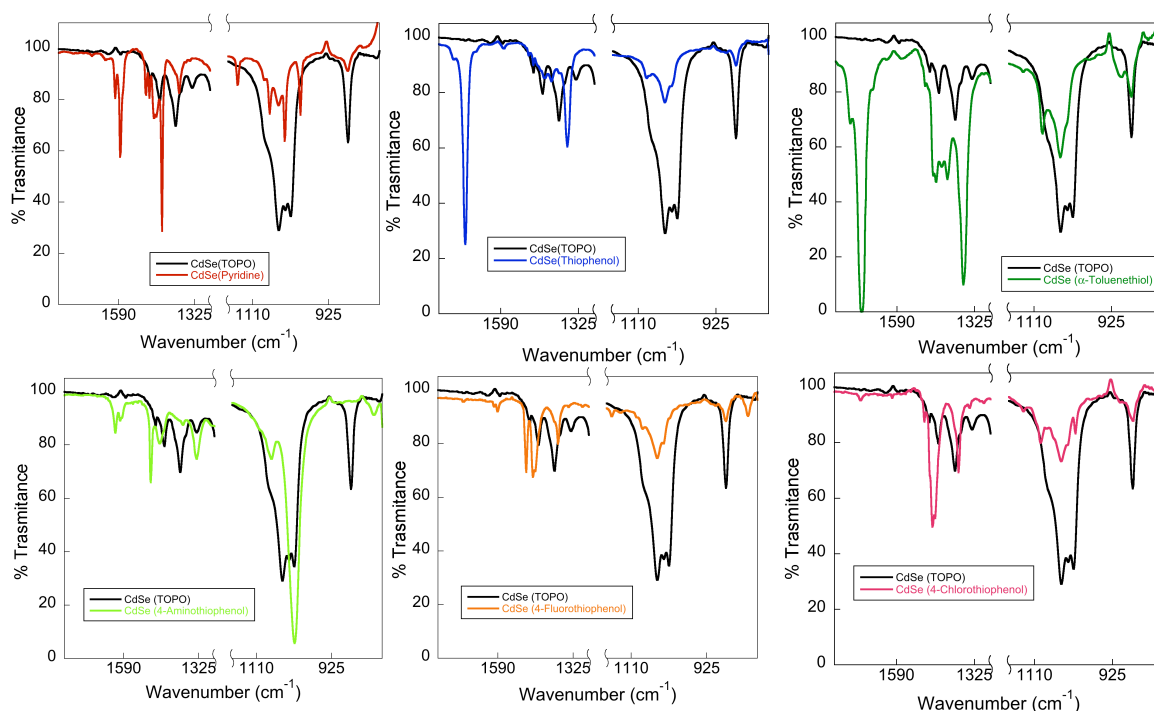 100
80
60
40
20
0
% Trasmitance
CdSe(TOPO)
CdSe(Pyridine)
1590
1325
1110
925
Wavenumber (cm-1)
100
80
60
40
20
0
% Trasmitance
CdSe(TOPO)
CdSe(Thiophenol)
1590
1325
1110
925
Wavenumber (cm-1)
100
80
60
40
20
0
% Trasmitance
CdSe (TOPO)
CdSe (α-Toluenethiol)
1590
1325
1110
925
Wavenumber (cm-1)
100
80
60
40
20
0
% Trasmitance
CdSe (TOPO)
CdSe (4-Aminothiophenol)
1590
1325
1110
925
Wavenumber (cm-1)
100
80
60
40
20
0
% Trasmitance
CdSe (TOPO)
CdSe (4-Fluorothiophenol)
1590
1325
1110
925
Wavenumber (cm-1)
100
80
60
40
20
0
% Trasmitance
CdSe (TOPO)
CdSe (4-Chlorothiophenol)
1590
1325
1110
925
Wavenumber (cm-1)